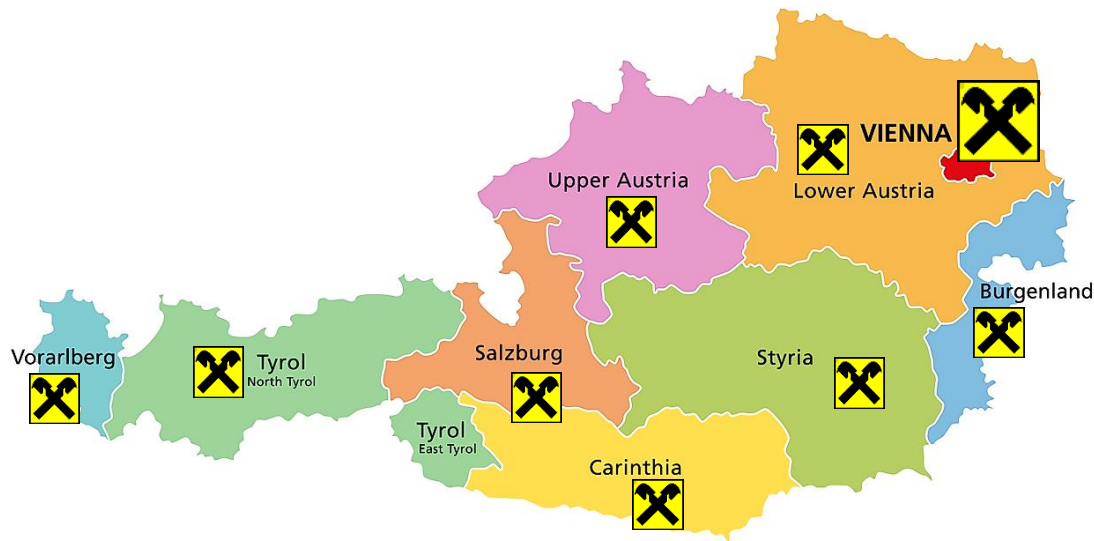 VIENNA
Upper Austria
Lower Austria
Burgenland
Vorarlberg
Tyrol
North Tyrol
Salzburg
Styria
Tyrol
East Tyrol
Carinthia